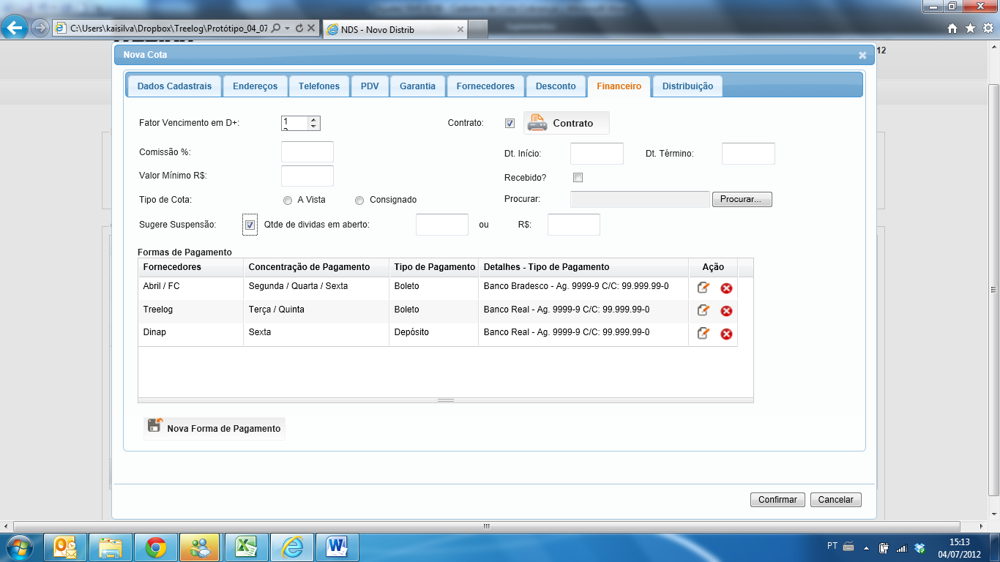 C:\Users\kaisilva\Dropbox\Treelog\Protótipo_04_07
NDS - Novo Distrib
12
Nova Cota
Dados Cadastrais Endereços Telefones PDV Garantia Fornecedores Desconto Financeiro Distribuição
Fator Vencimento em D+: 1 Contrato: Contrato
Comissão %: Dt. Início: Dt. Término:
Valor Mínimo R$: Recebido?
Tipo de Cota: A Vista Consignado Procurar: Procurar...
Sugere Suspensão: Qtde de dividas em aberto: ou R$:
Formas de Pagamento
Fornecedores Concentração de Pagamento Tipo de Pagamento Detalhes - Tipo de Pagamento Ação
Abril / FC Segunda / Quarta / Sexta Boleto Banco Bradesco - Ag. 9999-9 C/C: 99.999.99-0
Treelog Terça / Quinta Boleto Banco Real - Ag. 9999-9 C/C: 99.999.99-0
Dinap Sexta Depósito Banco Real - Ag. 9999-9 C/C: 99.999.99-0
Nova Forma de Pagamento
Confirmar Cancelar
PT 15:13
04/07/2012